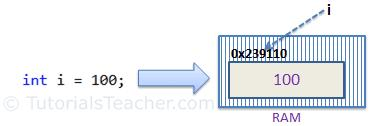 i
0x239110
int i = 100;
100
© TutorialsTeacher.com
RAM